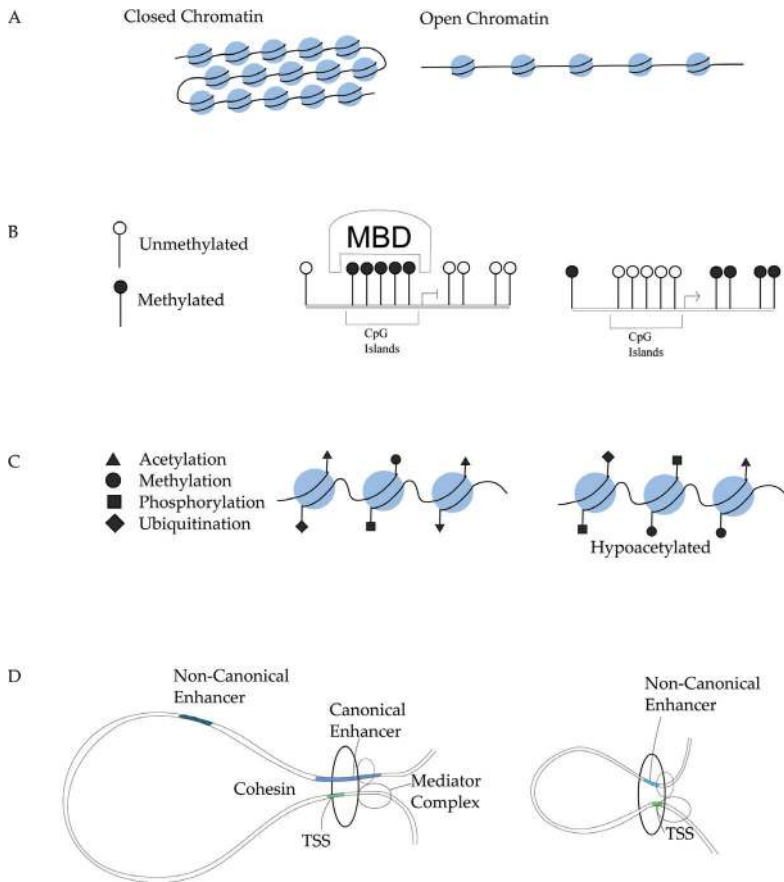 A
Closed Chromatin
Open Chromatin
B
Unmethylated
Methylated
MBD
CpG
Islands
CpG
Islands
C
Acetylation
Methylation
Phosphorylation
Ubiquitination
Hypoacetylated
D
Non-Canonical
Enhancer
Canonical
Enhancer
Cohesin
Mediator
Complex
TSS
Non-Canonical
Enhancer
TSS